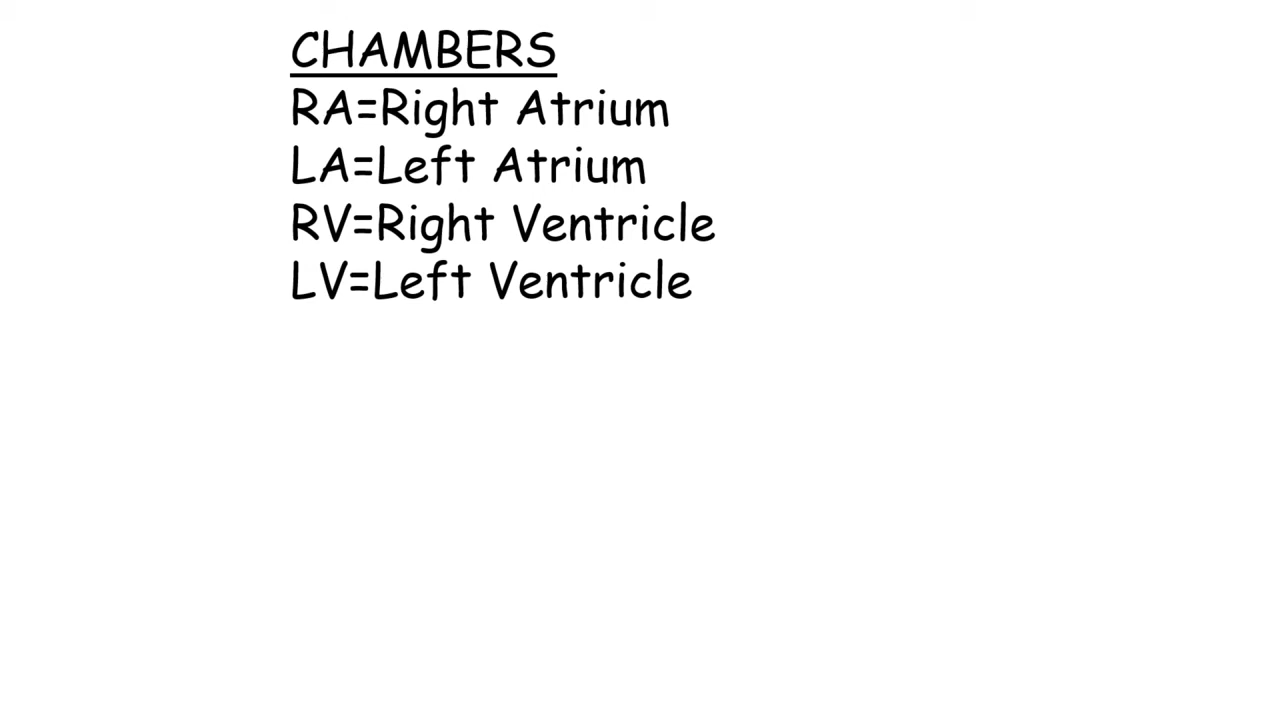 CHAMBERS
RA=Right Atrium
LA=Left Atrium
RV=Right Ventricle
LV=Left Ventricle